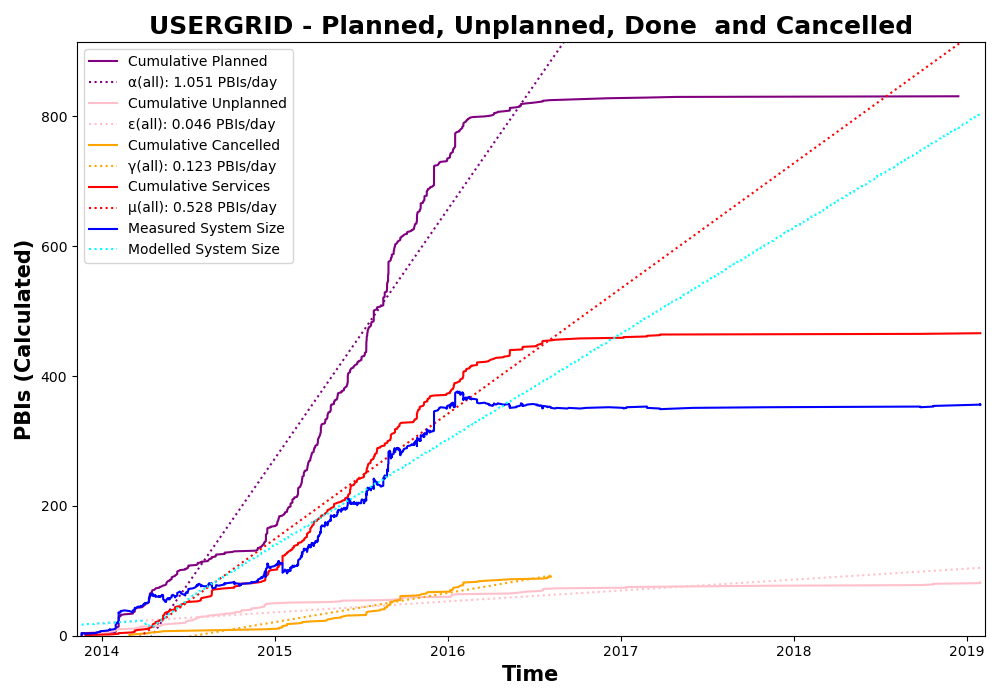 USERGRID - Planned, Unplanned, Done  and Cancelled
Cumulative Planned
α(all): 1.051 PBIs/day
Cumulative Unplanned
ε(all): 0.046 PBIs/day
Cumulative Cancelled
γ(all): 0.123 PBIs/day
Cumulative Services
μ(all): 0.528 PBIs/day
Measured System Size
Modelled System Size
PBIs (Calculated)
800
600
400
200
0
2014 2015 2016 2017 2018 2019
Time